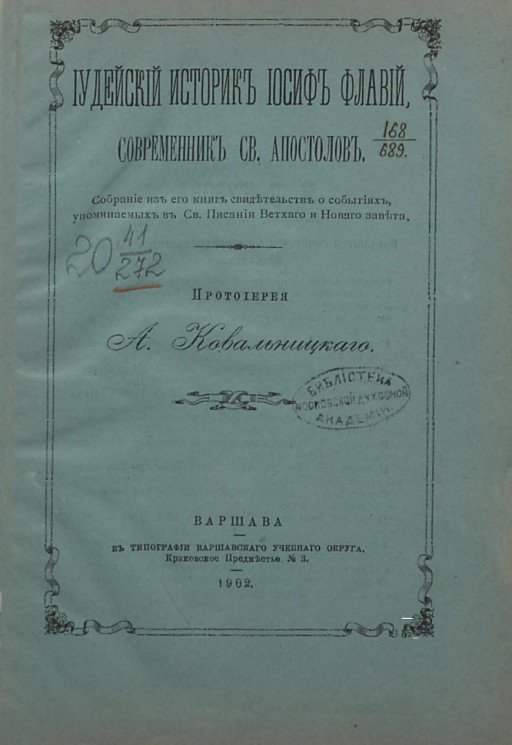 ІУДЕЙСКІЙ ИСТОРИКЪ ІОСИФЪ ФЛАВІЙ,
СОВРЕМЕННИКЪ СВ. АПОСТОЛОВЪ.
168
689.
Собраніе изъ его книгъ свидѣтельствъ о событіяхъ,
упоминаемыхъ въ Св. Писаніи Ветхаго и Новаго завѣта.
20 41
272
ПРОТОІЕРЕЯ
А. Ковальницкаго.
БИБЛІОТЕКА
МОСКОВСКОЙ ДУХОВНОЙ
АКАДЕМІИ
ВАРШАВА
ВЪ ТИПОГРАФІИ ВАРШАВСКАГО УЧЕБНАГО ОКРУГА.
Краковское Предмѣстье № 3.
1902.